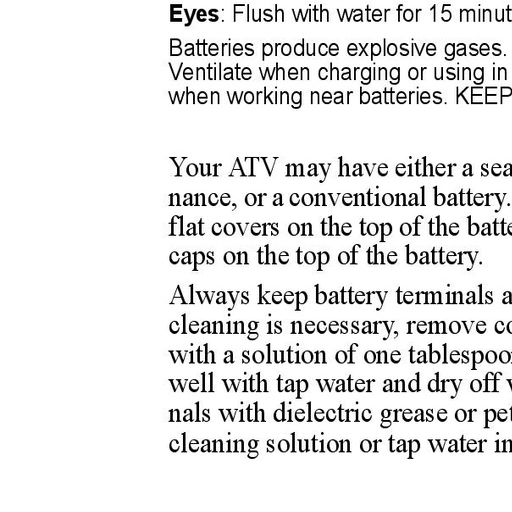 Eyes: Flush with water for 15 minut
Batteries produce explosive gases.
Ventilate when charging or using in
when working near batteries. KEEP
Your ATV may have either a sea
nance, or a conventional battery.
flat covers on the top of the batte
caps on the top of the battery.
Always keep battery terminals a
cleaning is necessary, remove co
with a solution of one tablespoo
well with tap water and dry off
nals with dielectric grease or pet
cleaning solution or tap water in